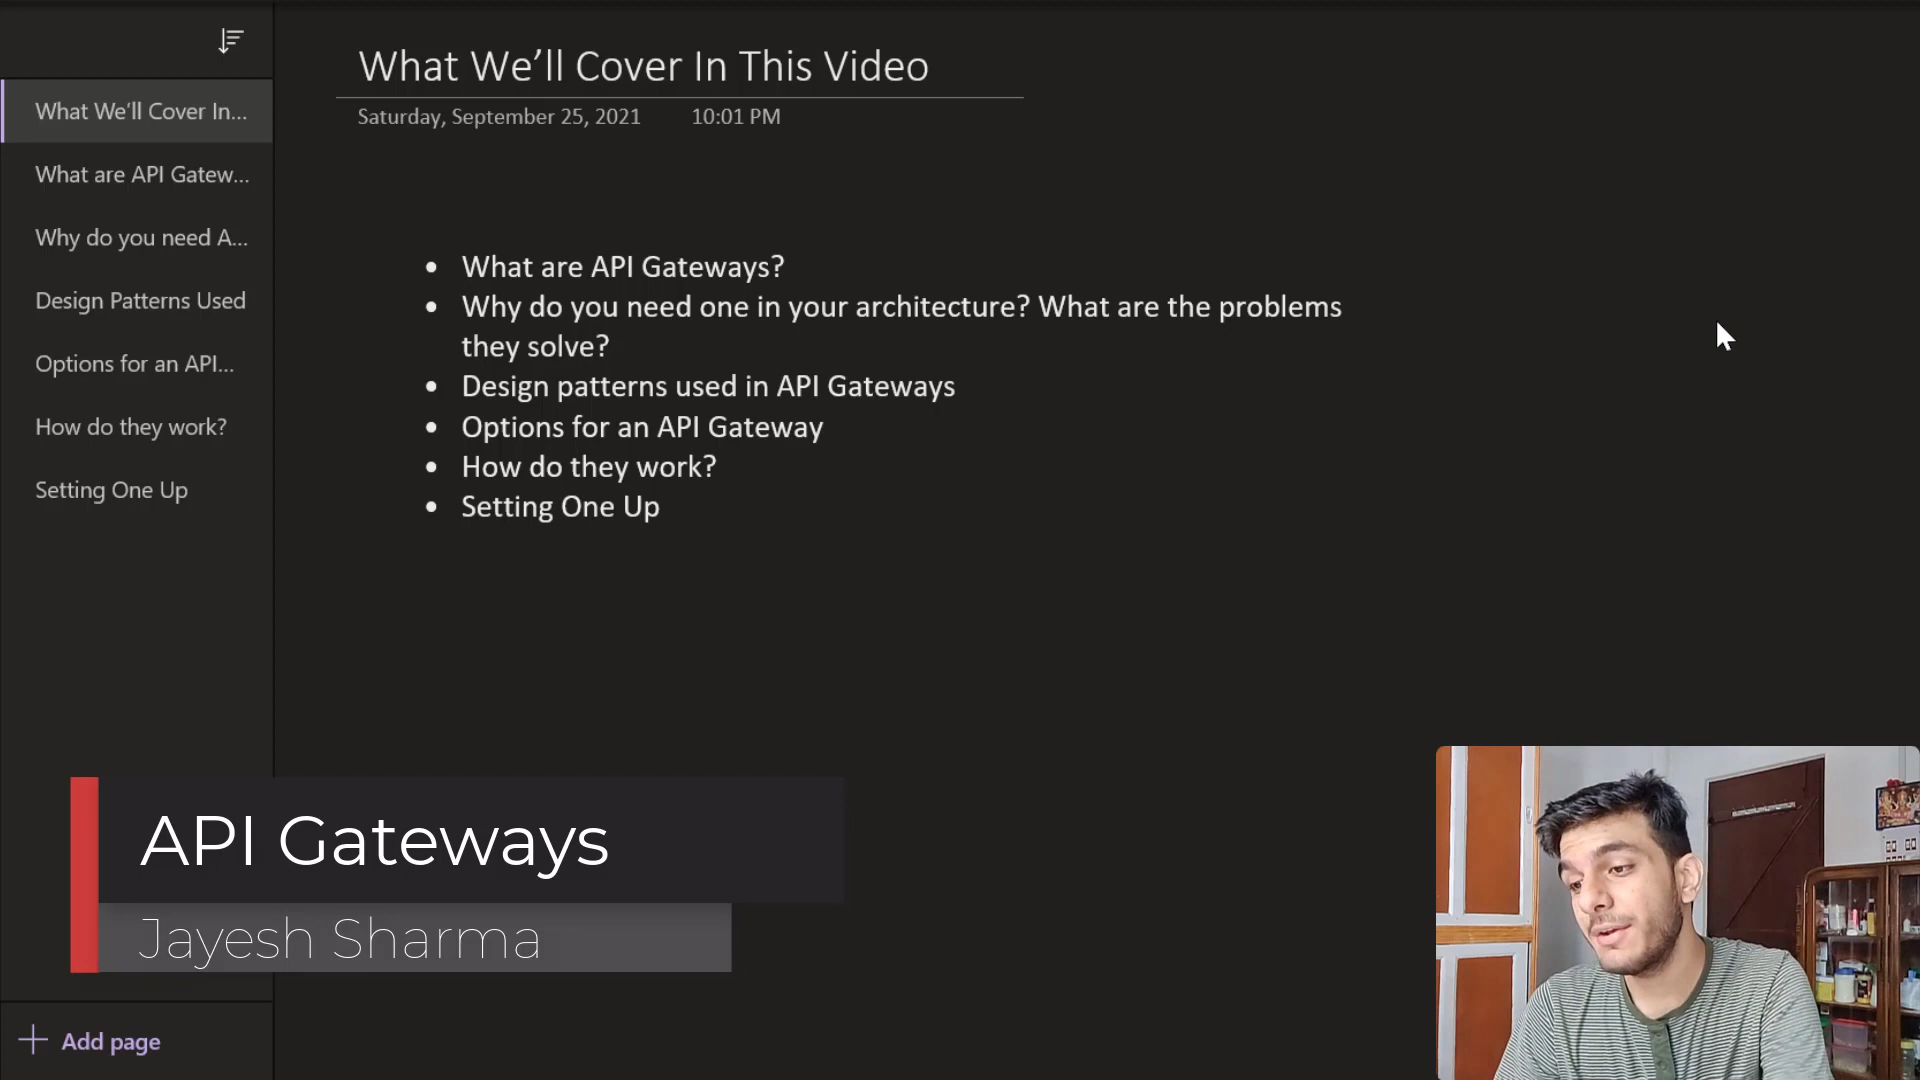 What We'll Cover In This Video
Saturday, September 25, 2021 10:01 PM
What We'll Cover In...
What are API Gatew...
Why do you need A...
Design Patterns Used
Options for an API...
How do they work?
Setting One Up
• What are API Gateways?
• Why do you need one in your architecture? What are the problems
they solve?
• Design patterns used in API Gateways
• Options for an API Gateway
• How do they work?
• Setting One Up
API Gateways
Jayesh Sharma
Add page